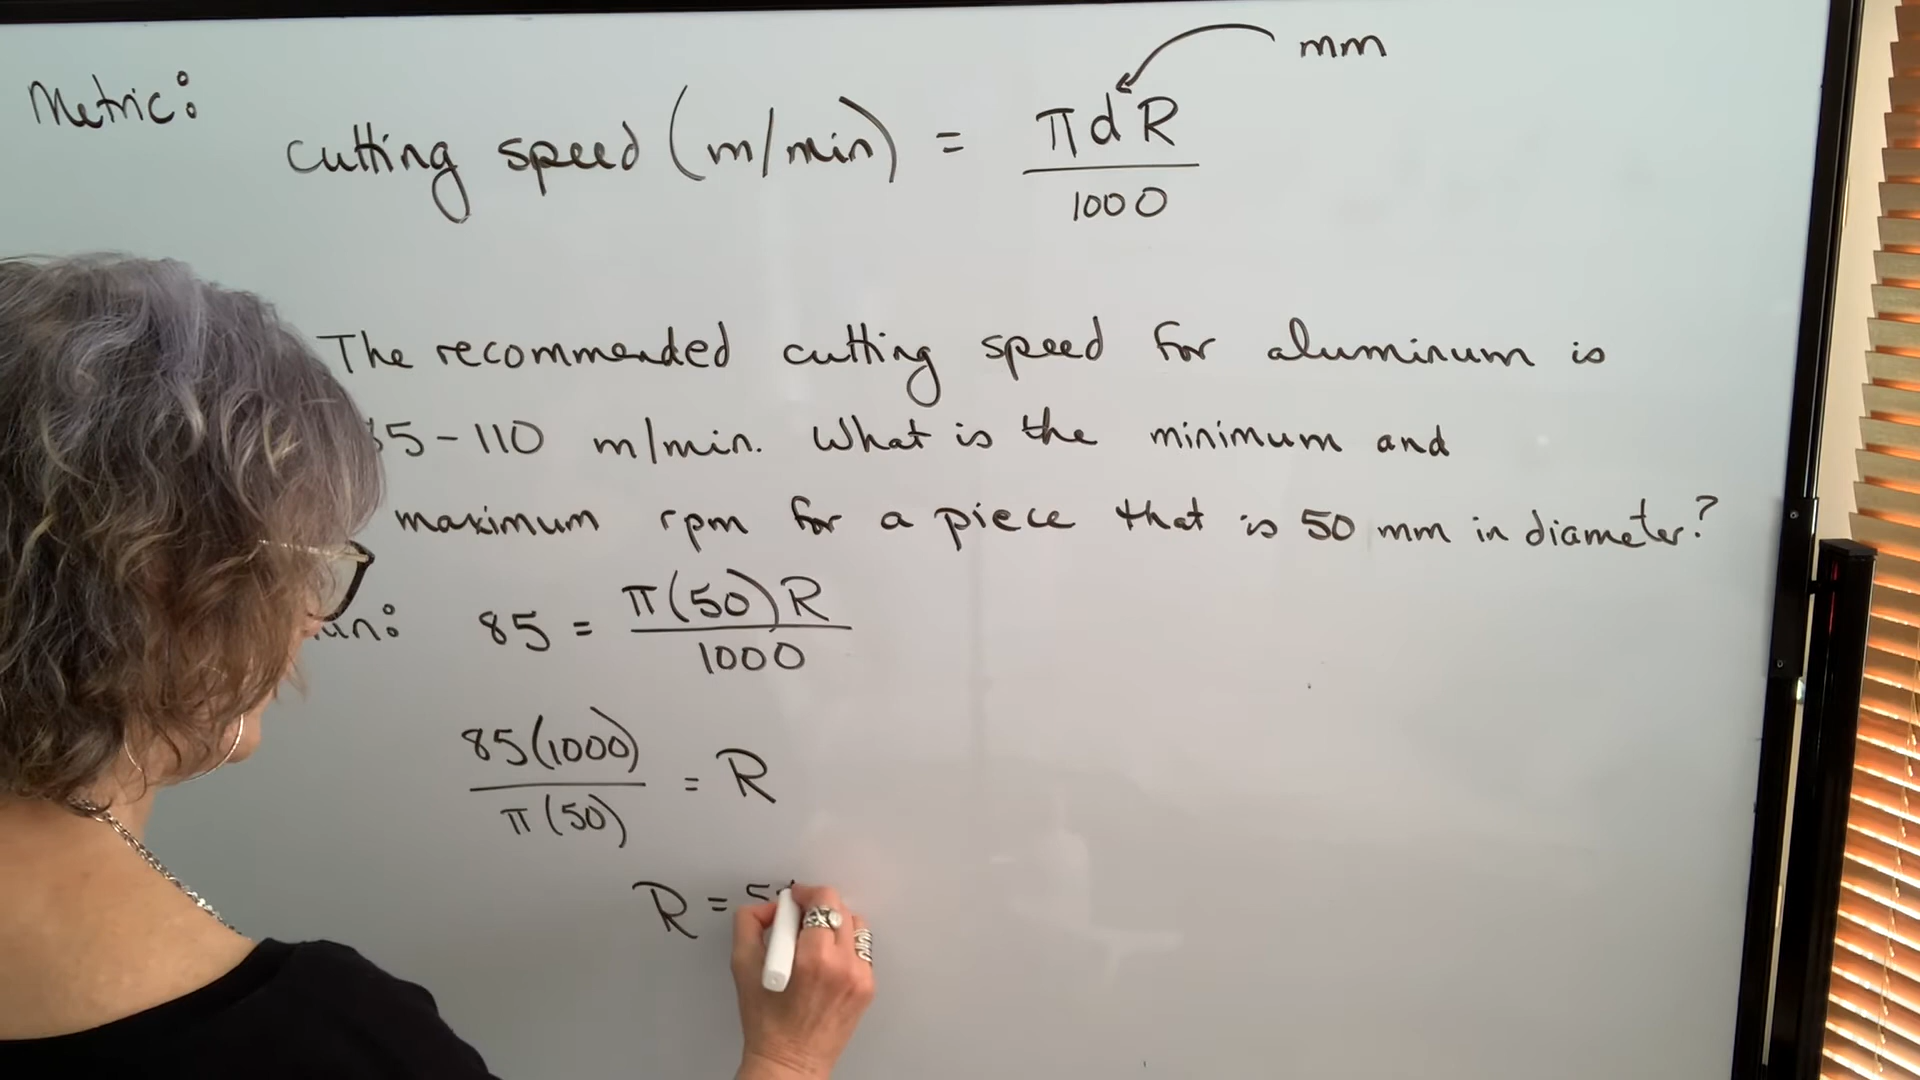 Metric:
mm
cutting speed (m/min) = πdR
1000
The recommended cutting speed for aluminum is
5-110 m/min. What is the minimum and
maximum rpm for a piece that is 50 mm in diameter?
85 = π(50)R
1000
85(1000) = R
π(50)
R = 5